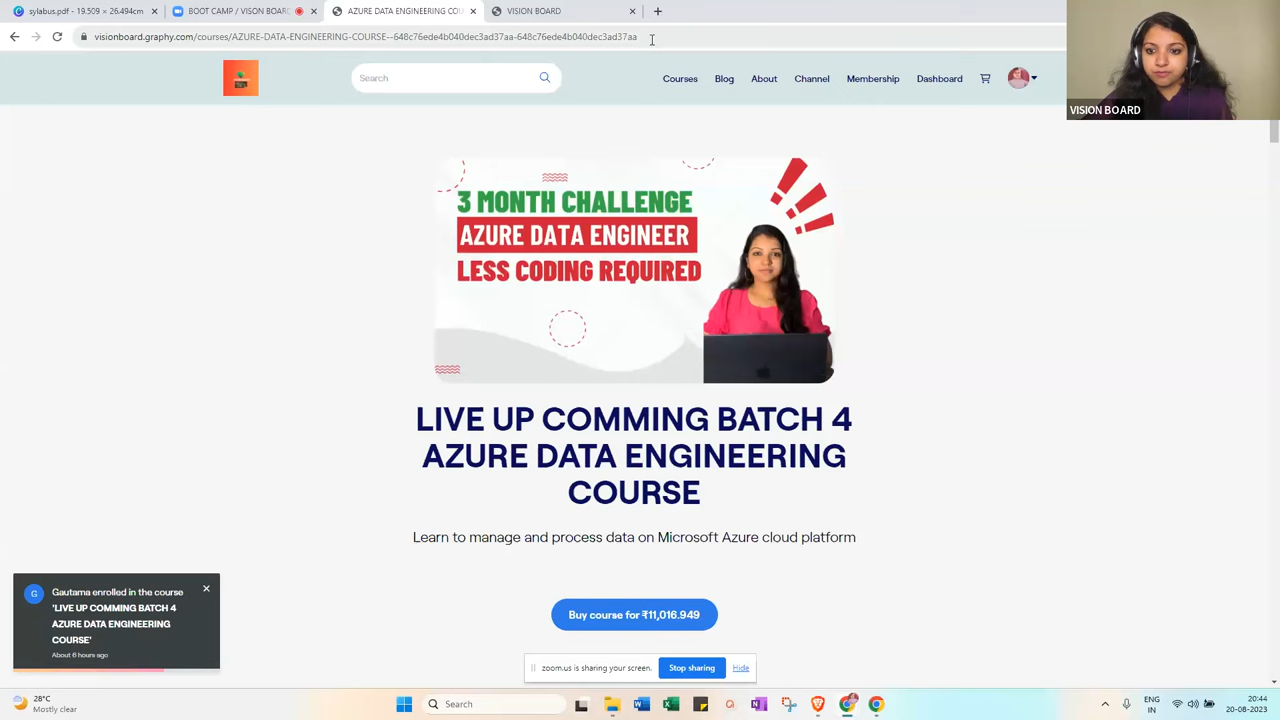 sylabus.pdf - 19.509 × 26.494cm
BOOT CAMP / VISON BOAR
AZURE DATA ENGINEERING COU
VISION BOARD
visionboard.graphy.com/courses/AZURE-DATA-ENGINEERING-COURSE--648c76ede4b040dec3ad37aa-648c76ede4b040dec3ad37aa
Search
Courses
Blog
About
Channel
Membership
Dashboard
VISION BOARD
3 MONTH CHALLENGE
AZURE DATA ENGINEER
LESS CODING REQUIRED
LIVE UP COMMING BATCH 4
AZURE DATA ENGINEERING
COURSE
Learn to manage and process data on Microsoft Azure cloud platform
Buy course for ₹11,016.949
G
Gautama enrolled in the course
'LIVE UP COMMING BATCH 4
AZURE DATA ENGINEERING
COURSE'
About 6 hours ago
zoom.us is sharing your screen.
Stop sharing
Hide
28°C
Mostly clear
Search
ENG
IN
20:44
20-08-2023